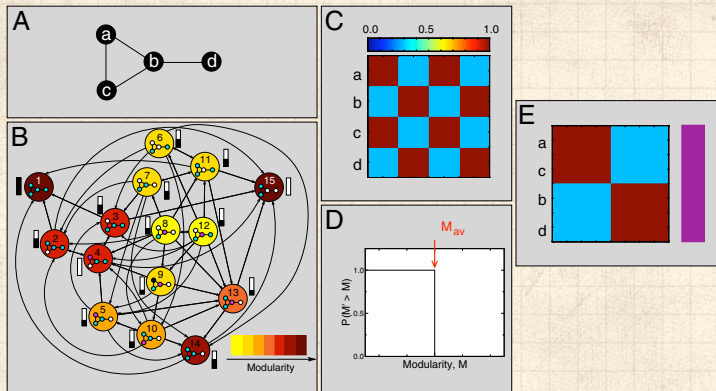 A
a
b
d
c
B
6
11
1
7
15
3
8
12
2
4
9
13
5
10
14
Modularity
C
0.0 0.5 1.0
a
b
c
d
D
M_av
P(M' > M)
1.0
0.5
0.0
Modularity, M
E
a
c
b
d